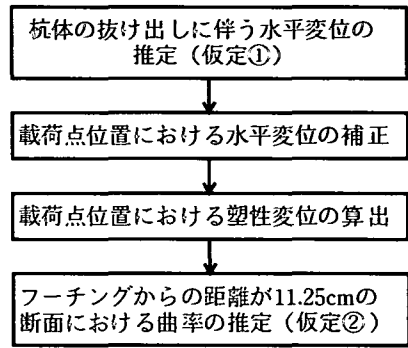 杭体の抜け出しに伴う水平変位の
推定（仮定①）
載荷点位置における水平変位の補正
載荷点位置における塑性変位の算出
フーチングからの距離が11.25cmの
断面における曲率の推定（仮定②）